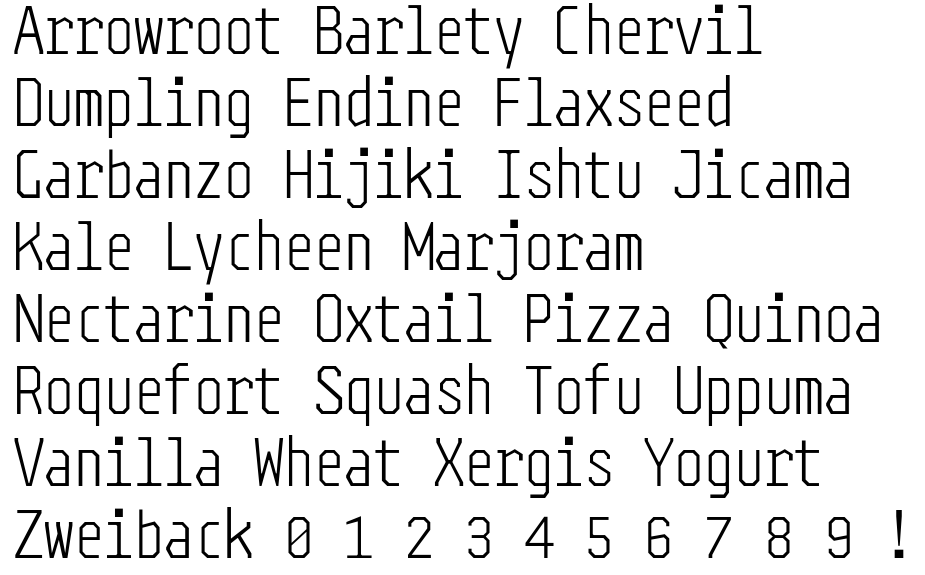 Arrowroot Barlety Chervil
Dumpling Endine Flaxseed
Garbanzo Hijiki Ishtu Jicama
Kale Lycheen Marjoram
Nectarine Oxtail Pizza Quinoa
Roquefort Squash Tofu Uppuma
Vanilla Wheat Xergis Yogurt
Zweiback 0 1 2 3 4 5 6 7 8 9 !